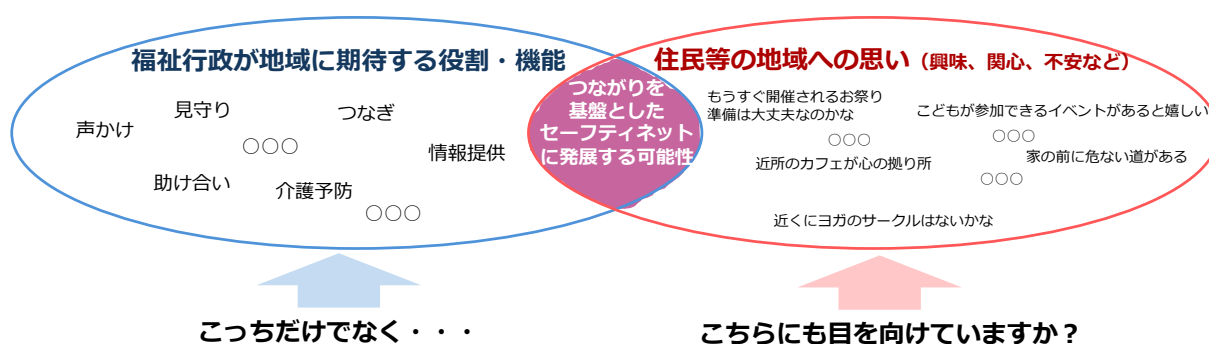 福祉行政が地域に期待する役割・機能
声かけ
見守り
○○○
つなぎ
情報提供
助け合い
介護予防
○○○
つながりを
基盤とした
セーフティネット
に発展する可能性
住民等の地域への思い（興味、関心、不安など）
もうすぐ開催されるお祭り
準備は大丈夫なのかな
○○○
こどもが参加できるイベントがあると嬉しい
○○○
近所のカフェが心の拠り所
家の前に危ない道がある
○○○
近くにヨガのサークルはないかな
こっちだけでなく・・・
こちらにも目を向けていますか？